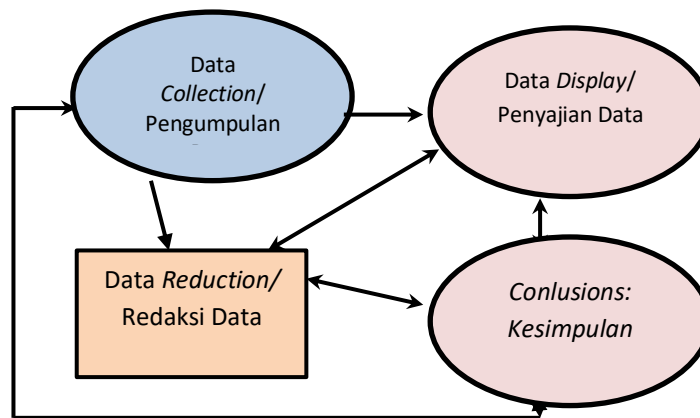 Data
Collection/
Pengumpulan
Data Display/
Penyajian Data
Data Reduction/
Redaksi Data
Conlusions:
Kesimpulan